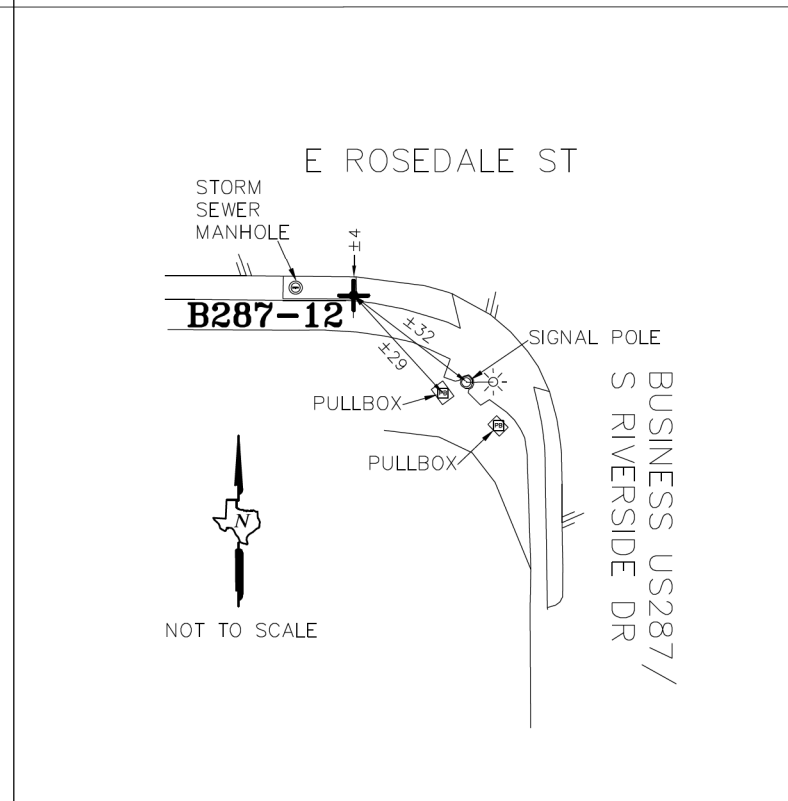 E ROSEDALE ST
STORM
SEWER
MANHOLE
±4
B287-12
±32
±29
SIGNAL POLE
PULLBOX
PB
PULLBOX
PB
BUSINESS US287/
S RIVERSIDE DR
N
NOT TO SCALE